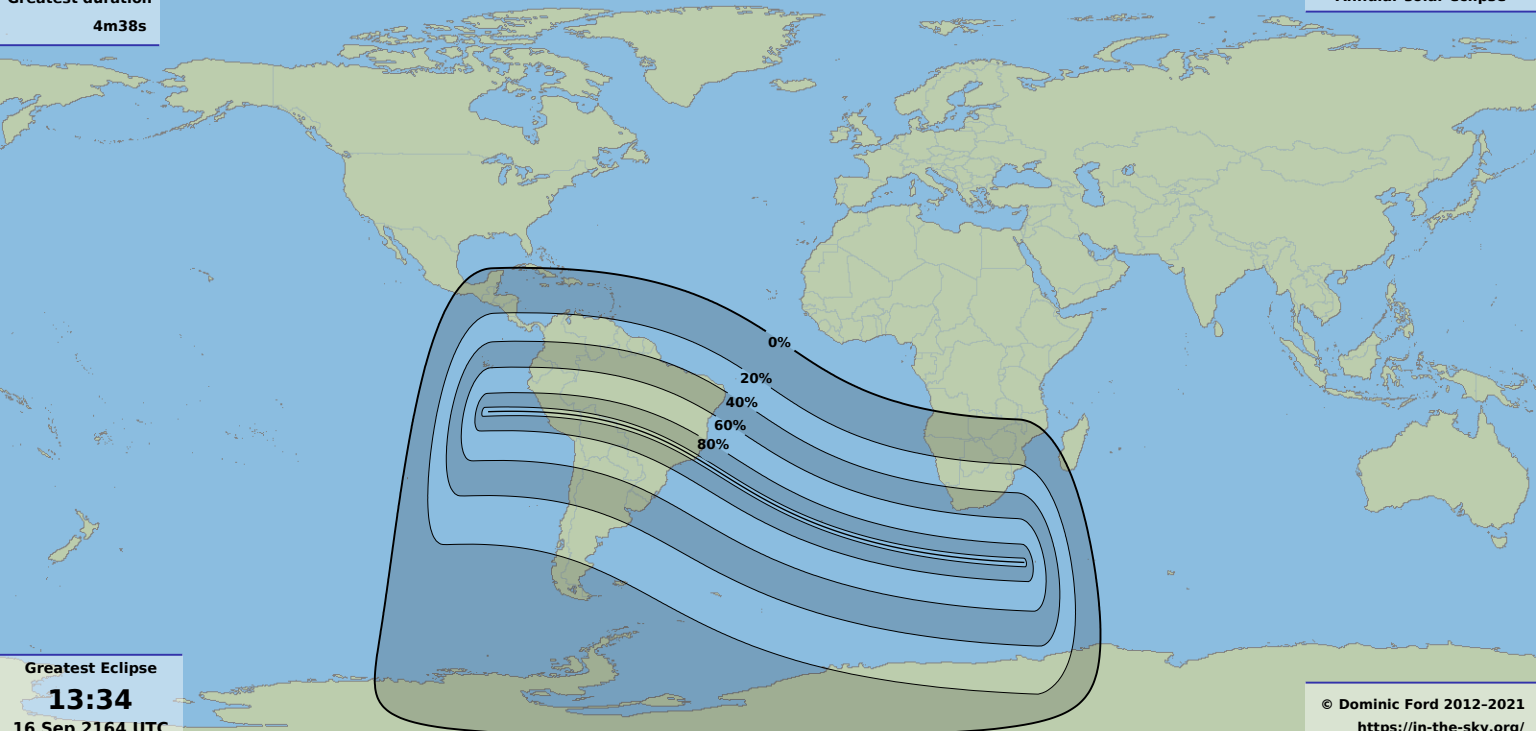 Greatest duration
4m38s
Annular Solar Eclipse
0%
20%
40%
60%
80%
Greatest Eclipse
13:34
16 Sep 2164 UTC
© Dominic Ford 2012–2021
https://in-the-sky.org/